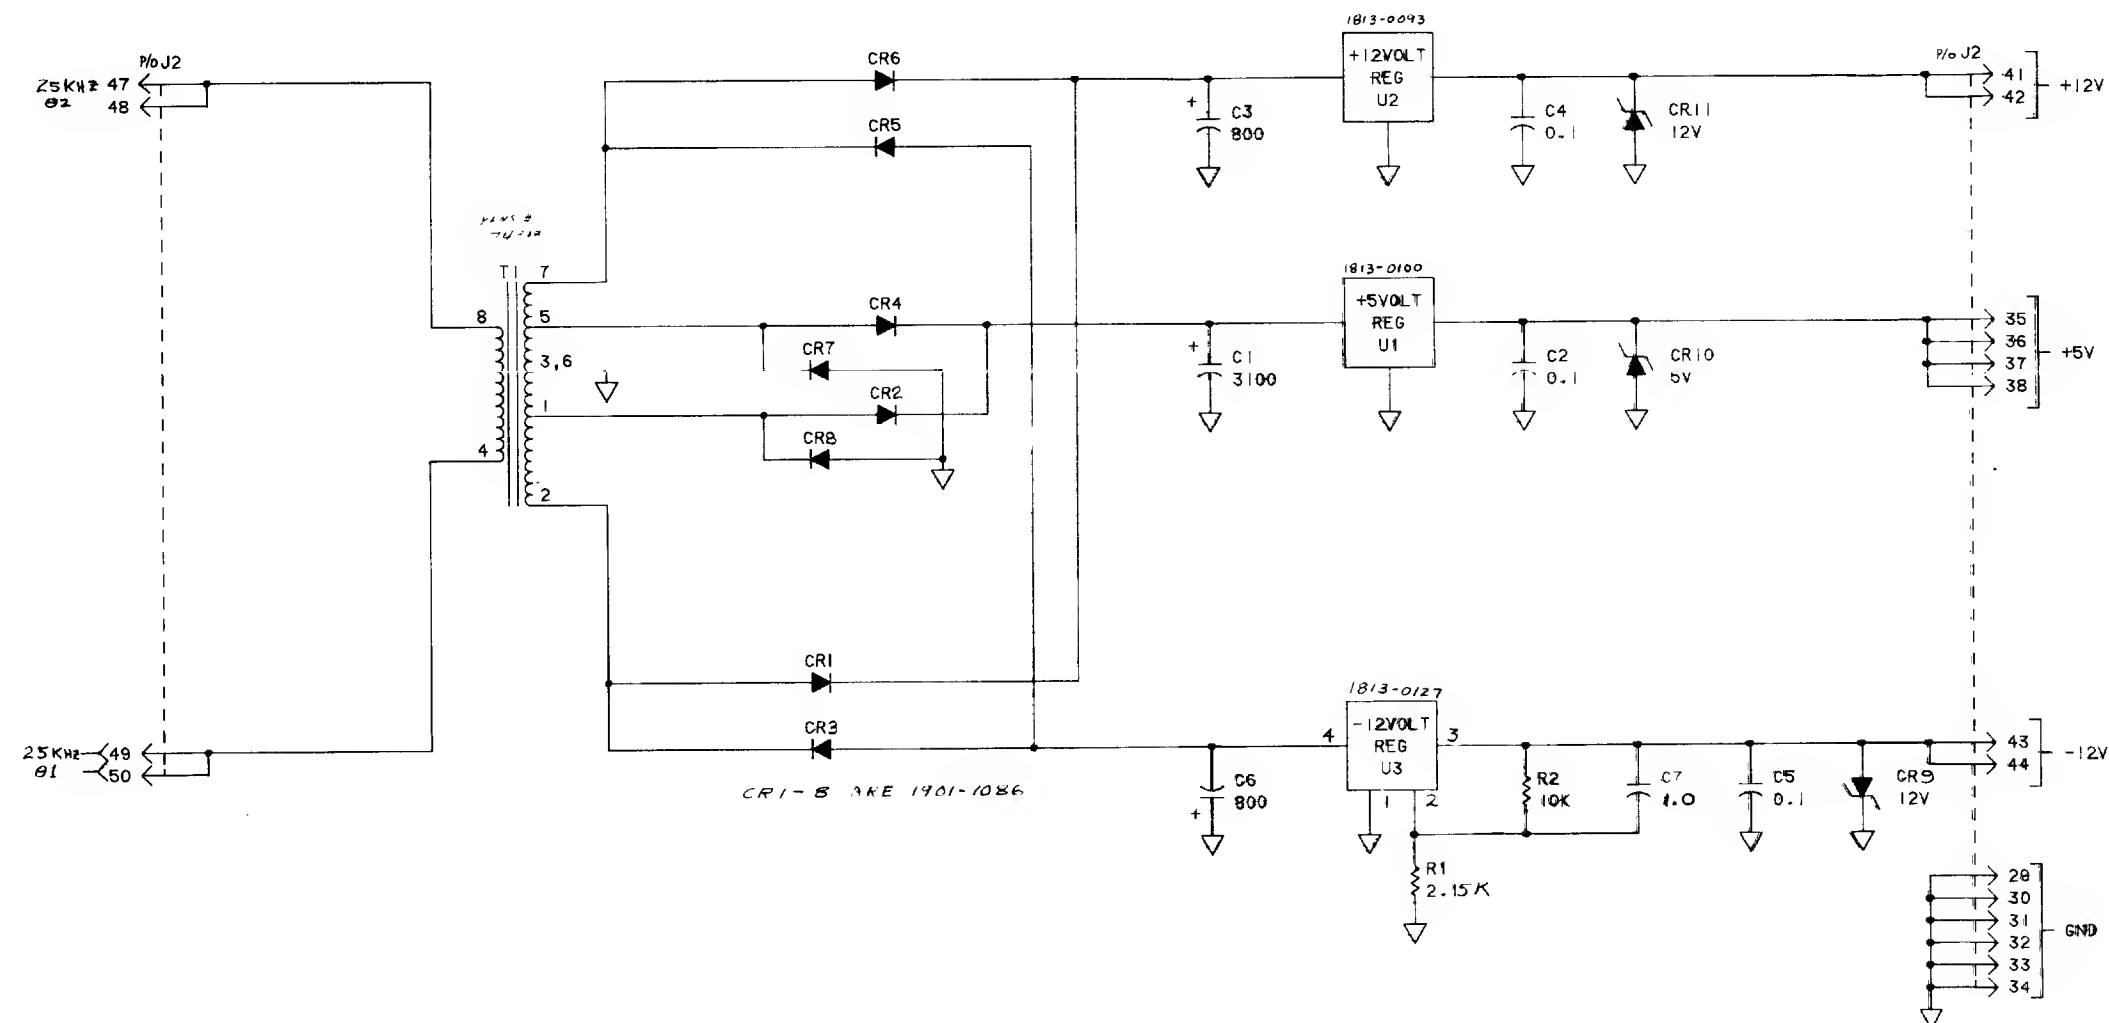 1813-0093
P/o J2
25KHz 47
θ2 48
CR6
+12VOLT
REG
U2
C3
800
C4
0.1
CR11
12V
P/o J2
41
42
+12V
CR5
T1
7
8
5
3,6
1
4
2
CR4
CR7
CR2
CR8
1813-0100
+5VOLT
REG
U1
C1
3100
C2
0.1
CR10
5V
35
36
37
38
+5V
CR1
CR3
25KHz 49
θ1 50
CR1-8 ARE 1901-1086
1813-0127
4
-12VOLT
REG
U3
3
1
2
C6
800
R2
10K
C7
1.0
C5
0.1
CR9
12V
43
44
-12V
R1
2.15K
29
30
31
32
33
34
GND